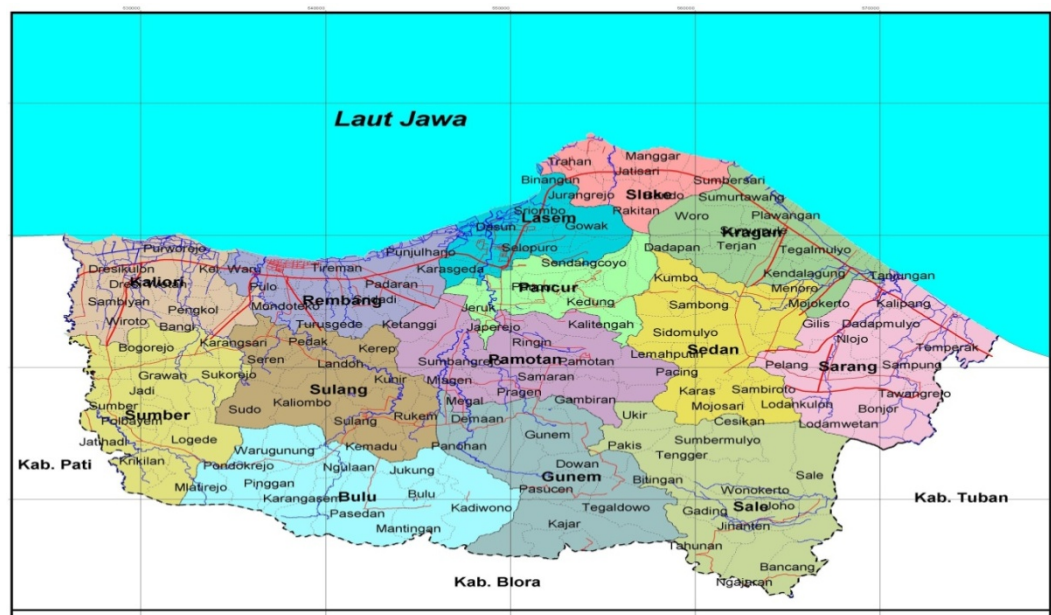 Laut Jawa
Trahan
Manggar
Jatisari
Binangun
Sumbersari
Jurangrejo
Sluke
Sumurtawang
Sriombo
Rakitan
Woro
Plawangan
Lasem
Gowak
Dasun
Kragan
Purworejo
Punjulharjo
Selopuro
Dadapan
Terjan
Tegalmulyo
Dresikulon
Kal
Waru
Tireman
Karasgeda
Sendangcoyo
Kumbo
Kendalagung
Tanjungan
Kaliori
Pulo
Padaran
Pancur
Menoro
Sambiyan
Rembang
Kedung
Sambong
Mojokerto
Kalipang
Pengkol
Mondoteko
Jeruk
Wiroto
Bangi
Turusgede
Ketanggi
Japerejo
Kalitengah
Gilis
Dadapmulyo
Bogorejo
Karangsari
Pedak
Kerep
Ringin
Sidomulyo
Nlojo
Temperak
Seren
Landoh
Pamotan
Pamotan
Lemahputih
Sedan
Grawan
Sukorejo
Pacing
Pelang
Sarang
Sampung
Jadi
Sulang
Kunir
Mlagen
Samaran
Karas
Sambiroto
Tawangrejo
Sumber
Kaliombo
Megal
Pragen
Gambiran
Mojosari
Lodankulon
Bonjor
Polbayem
Sumber
Sudo
Sulang
Rukem
Demaan
Ukir
Cesikan
Lodamwetan
Jatihadi
Logede
Kemadu
Panohan
Gunem
Pakis
Sumbermulyo
Kab. Pati
Krikilan
Warugunung
Tengger
Pondokrejo
Ngulaan
Jukung
Dowan
Sale
Mlatirejo
Pinggan
Gunem
Bitingan
Karangasem
Bulu
Bulu
Pasucen
Wonokerto
Kab. Tuban
Pasedan
Kadiwono
Tegaldowo
Gading
Sale
Mantingan
Kajar
Jinanten
Tahunan
Kab. Blora
Bancang
Ngajaran